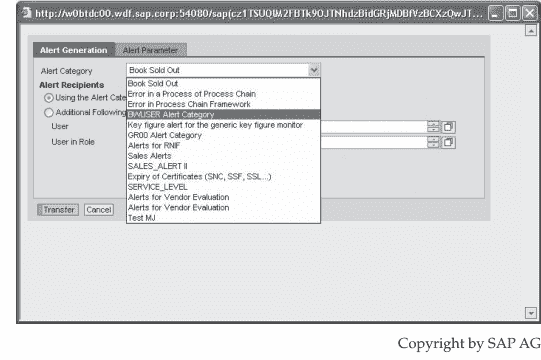 http://w0btdc00.wdf.sap.corp:54080/sap(
Alert Generation
Alert Parameter
Alert Category
Book Sold Out
Alert Recipients
Using the Alert Cate
Additional Following
User
User in Role
Book Sold Out
Error in a Process of Process Chain
Error in Process Chain Framework
BWUSER Alert Category
Key figure alert for the generic key figure monitor
GR00 Alert Category
Alerts for RNIF
Sales Alerts
SALES_ALERT II
Expiry of Certificates (SNC, SSF, SSL...)
SERVICE_LEVEL
Alerts for Vendor Evaluation
Alerts for Vendor Evaluation
Test MJ
Transfer
Cancel
Copyright by SAP AG